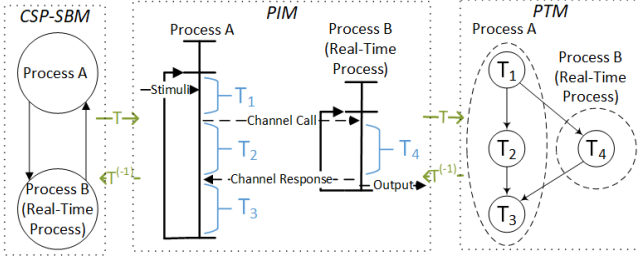 CSP-SBM
Process A
Process B
(Real-Time
Process)
T
T(-1)
PIM
Process A
Stimuli
T1
Channel Call
T2
Channel Response
T3
Process B
(Real-Time
Process)
T4
Output
T
T(-1)
PTM
Process B
(Real-Time
Process)
Process A
T1
T2
T4
T3